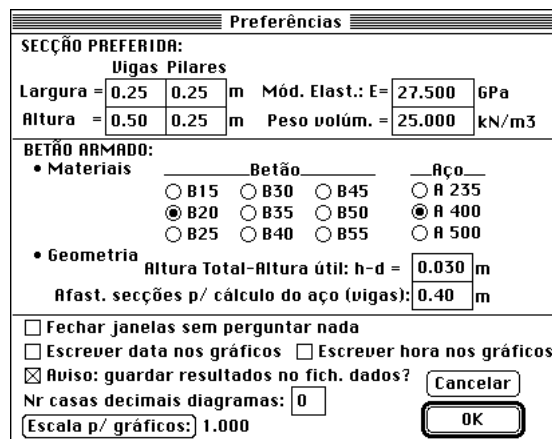 Preferências
SECÇÃO PREFERIDA:
Vigas Pilares
Largura = 0.25 0.25 m Mód. Elast.: E= 27.500 GPa
Altura = 0.50 0.25 m Peso volúm. = 25.000 kN/m3
BETÃO ARMADO:
• Materiais Betão Aço
B15 B30 B45 A 235
B20 B35 B50 A 400
B25 B40 B55 A 500
• Geometria
Altura Total-Altura útil: h-d = 0.030 m
Afast. secções p/ cálculo do aço (vigas): 0.40 m
Fechar janelas sem perguntar nada
Escrever data nos gráficos Escrever hora nos gráficos
Aviso: guardar resultados no fich. dados? Cancelar
Nr casas decimais diagramas: 0
Escala p/ gráficos: 1.000 OK